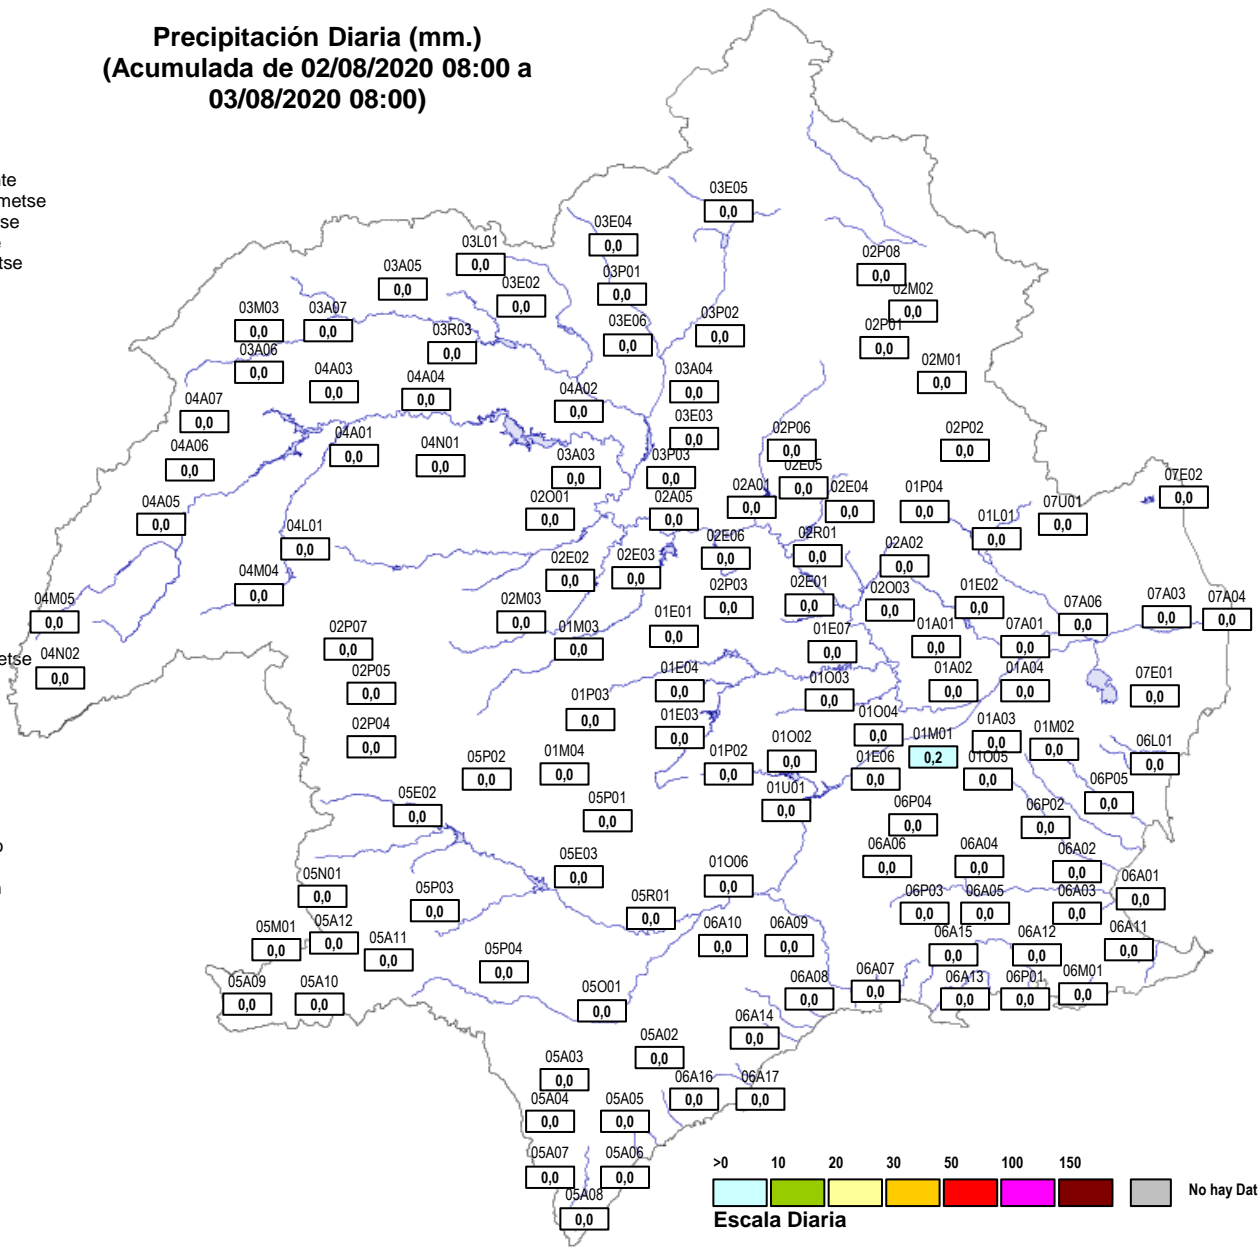 Precipitación Diaria (mm.)
(Acumulada de 02/08/2020 08:00 a
03/08/2020 08:00)
03E05
0,0
03E04
0,0
03L01
0,0
02P08
0,0
03A05
0,0
03P01
0,0
03E02
0,0
02M02
0,0
03M03
0,0
03A07
0,0
03P02
0,0
03E06
0,0
02P01
0,0
03R03
0,0
03A06
0,0
02M01
0,0
04A03
0,0
03A04
0,0
04A04
0,0
04A02
0,0
04A07
0,0
03E03
0,0
02P06
0,0
02P02
0,0
04A01
0,0
04N01
0,0
04A06
0,0
03A03
0,0
03P03
0,0
02E05
0,0
07E02
0,0
02A01
0,0
02E04
0,0
01P04
0,0
02O01
0,0
02A05
0,0
07U01
0,0
04A05
0,0
01L01
0,0
04L01
0,0
02E06
0,0
02R01
0,0
02A02
0,0
02E02
0,0
02E03
0,0
04M04
0,0
02P03
0,0
02E01
0,0
02O03
0,0
01E02
0,0
07A03
0,0
07A04
0,0
04M05
0,0
02M03
0,0
07A06
0,0
01E01
0,0
02P07
0,0
01M03
0,0
01E07
0,0
01A01
0,0
07A01
0,0
04N02
0,0
02P05
0,0
01E04
0,0
01O03
0,0
01A02
0,0
01A04
0,0
07E01
0,0
01P03
0,0
02P04
0,0
01E03
0,0
01O04
0,0
01M01
0,2
01A03
0,0
01M02
0,0
05P02
0,0
01M04
0,0
01P02
0,0
01O02
0,0
01E06
0,0
01O05
0,0
06L01
0,0
05E02
0,0
05P01
0,0
01U01
0,0
06P04
0,0
06P02
0,0
06P05
0,0
05E03
0,0
01O06
0,0
06A06
0,0
06A04
0,0
06A02
0,0
05N01
0,0
05P03
0,0
05R01
0,0
06P03
0,0
06A05
0,0
06A03
0,0
06A01
0,0
05M01
0,0
05A12
0,0
05A11
0,0
06A10
0,0
06A09
0,0
06A15
0,0
06A12
0,0
06A11
0,0
05P04
0,0
05A09
0,0
05A10
0,0
05O01
0,0
06A08
0,0
06A07
0,0
06A13
0,0
06P01
0,0
06M01
0,0
06A14
0,0
05A02
0,0
05A03
0,0
06A16
0,0
06A17
0,0
05A04
0,0
05A05
0,0
05A07
0,0
05A06
0,0
05A08
0,0
>0 10 20 30 50 100 150
No hay Dat
Escala Diaria